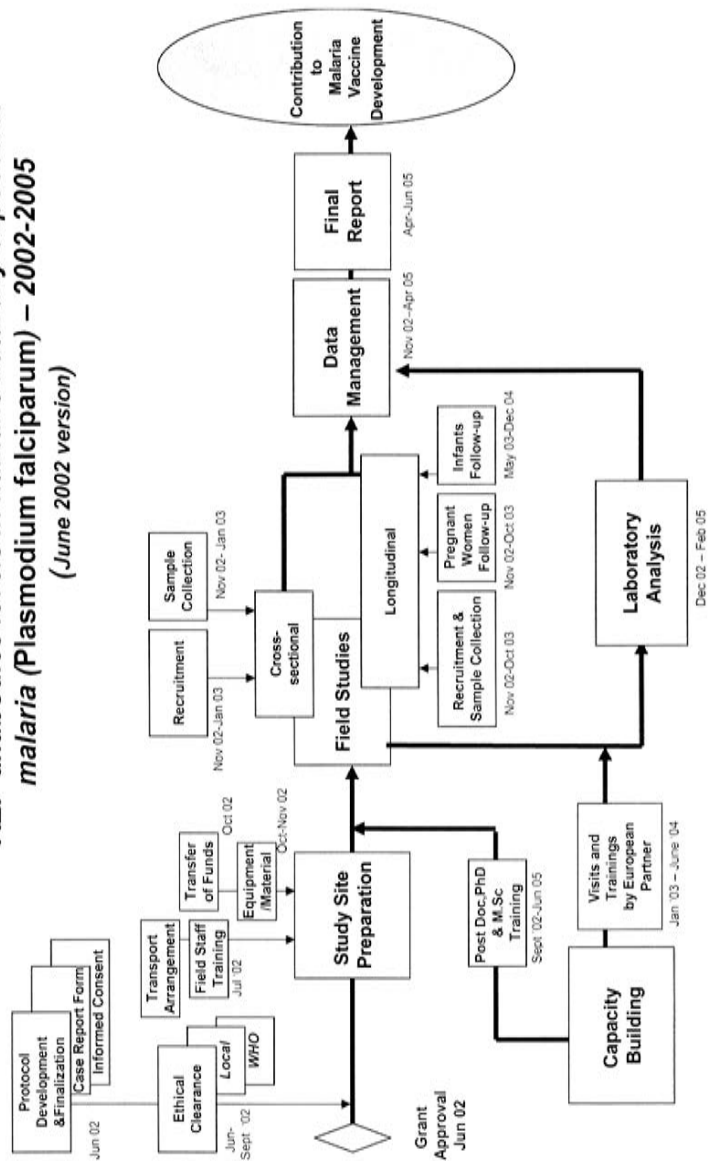 malaria (Plasmodium falciparum) – 2002-2005
(June 2002 version)
Protocol
Development
&Finalization
Case Report Form
Informed Consent
Jun 02
Ethical
Clearance
Local
WHO
Jun-
Sept '02
Grant
Approval
Jun 02
Transport
Arrangement
Field Staff
Training
Jul '02
Transfer
of Funds
Oct 02
Equipment
/Material
Oct-Nov 02
Study Site
Preparation
Post Doc,PhD
& M.Sc
Training
Sept '02-Jun 05
Capacity
Building
Visits and
Trainings
by European
Partner
Jan '03 – June '04
Recruitment
Nov 02-Jan 03
Sample
Collection
Nov 02- Jan 03
Cross-
sectional
Field Studies
Longitudinal
Recruitment &
Sample Collection
Nov 02-Oct 03
Pregnant
Women
Follow-up
Nov 02-Oct 03
Infants
Follow-up
May 03-Dec 04
Laboratory
Analysis
Dec 02 – Feb 05
Data
Management
Nov 02–Apr 05
Final
Report
Apr-Jun 05
Contribution
to
Malaria
Vaccine
Development